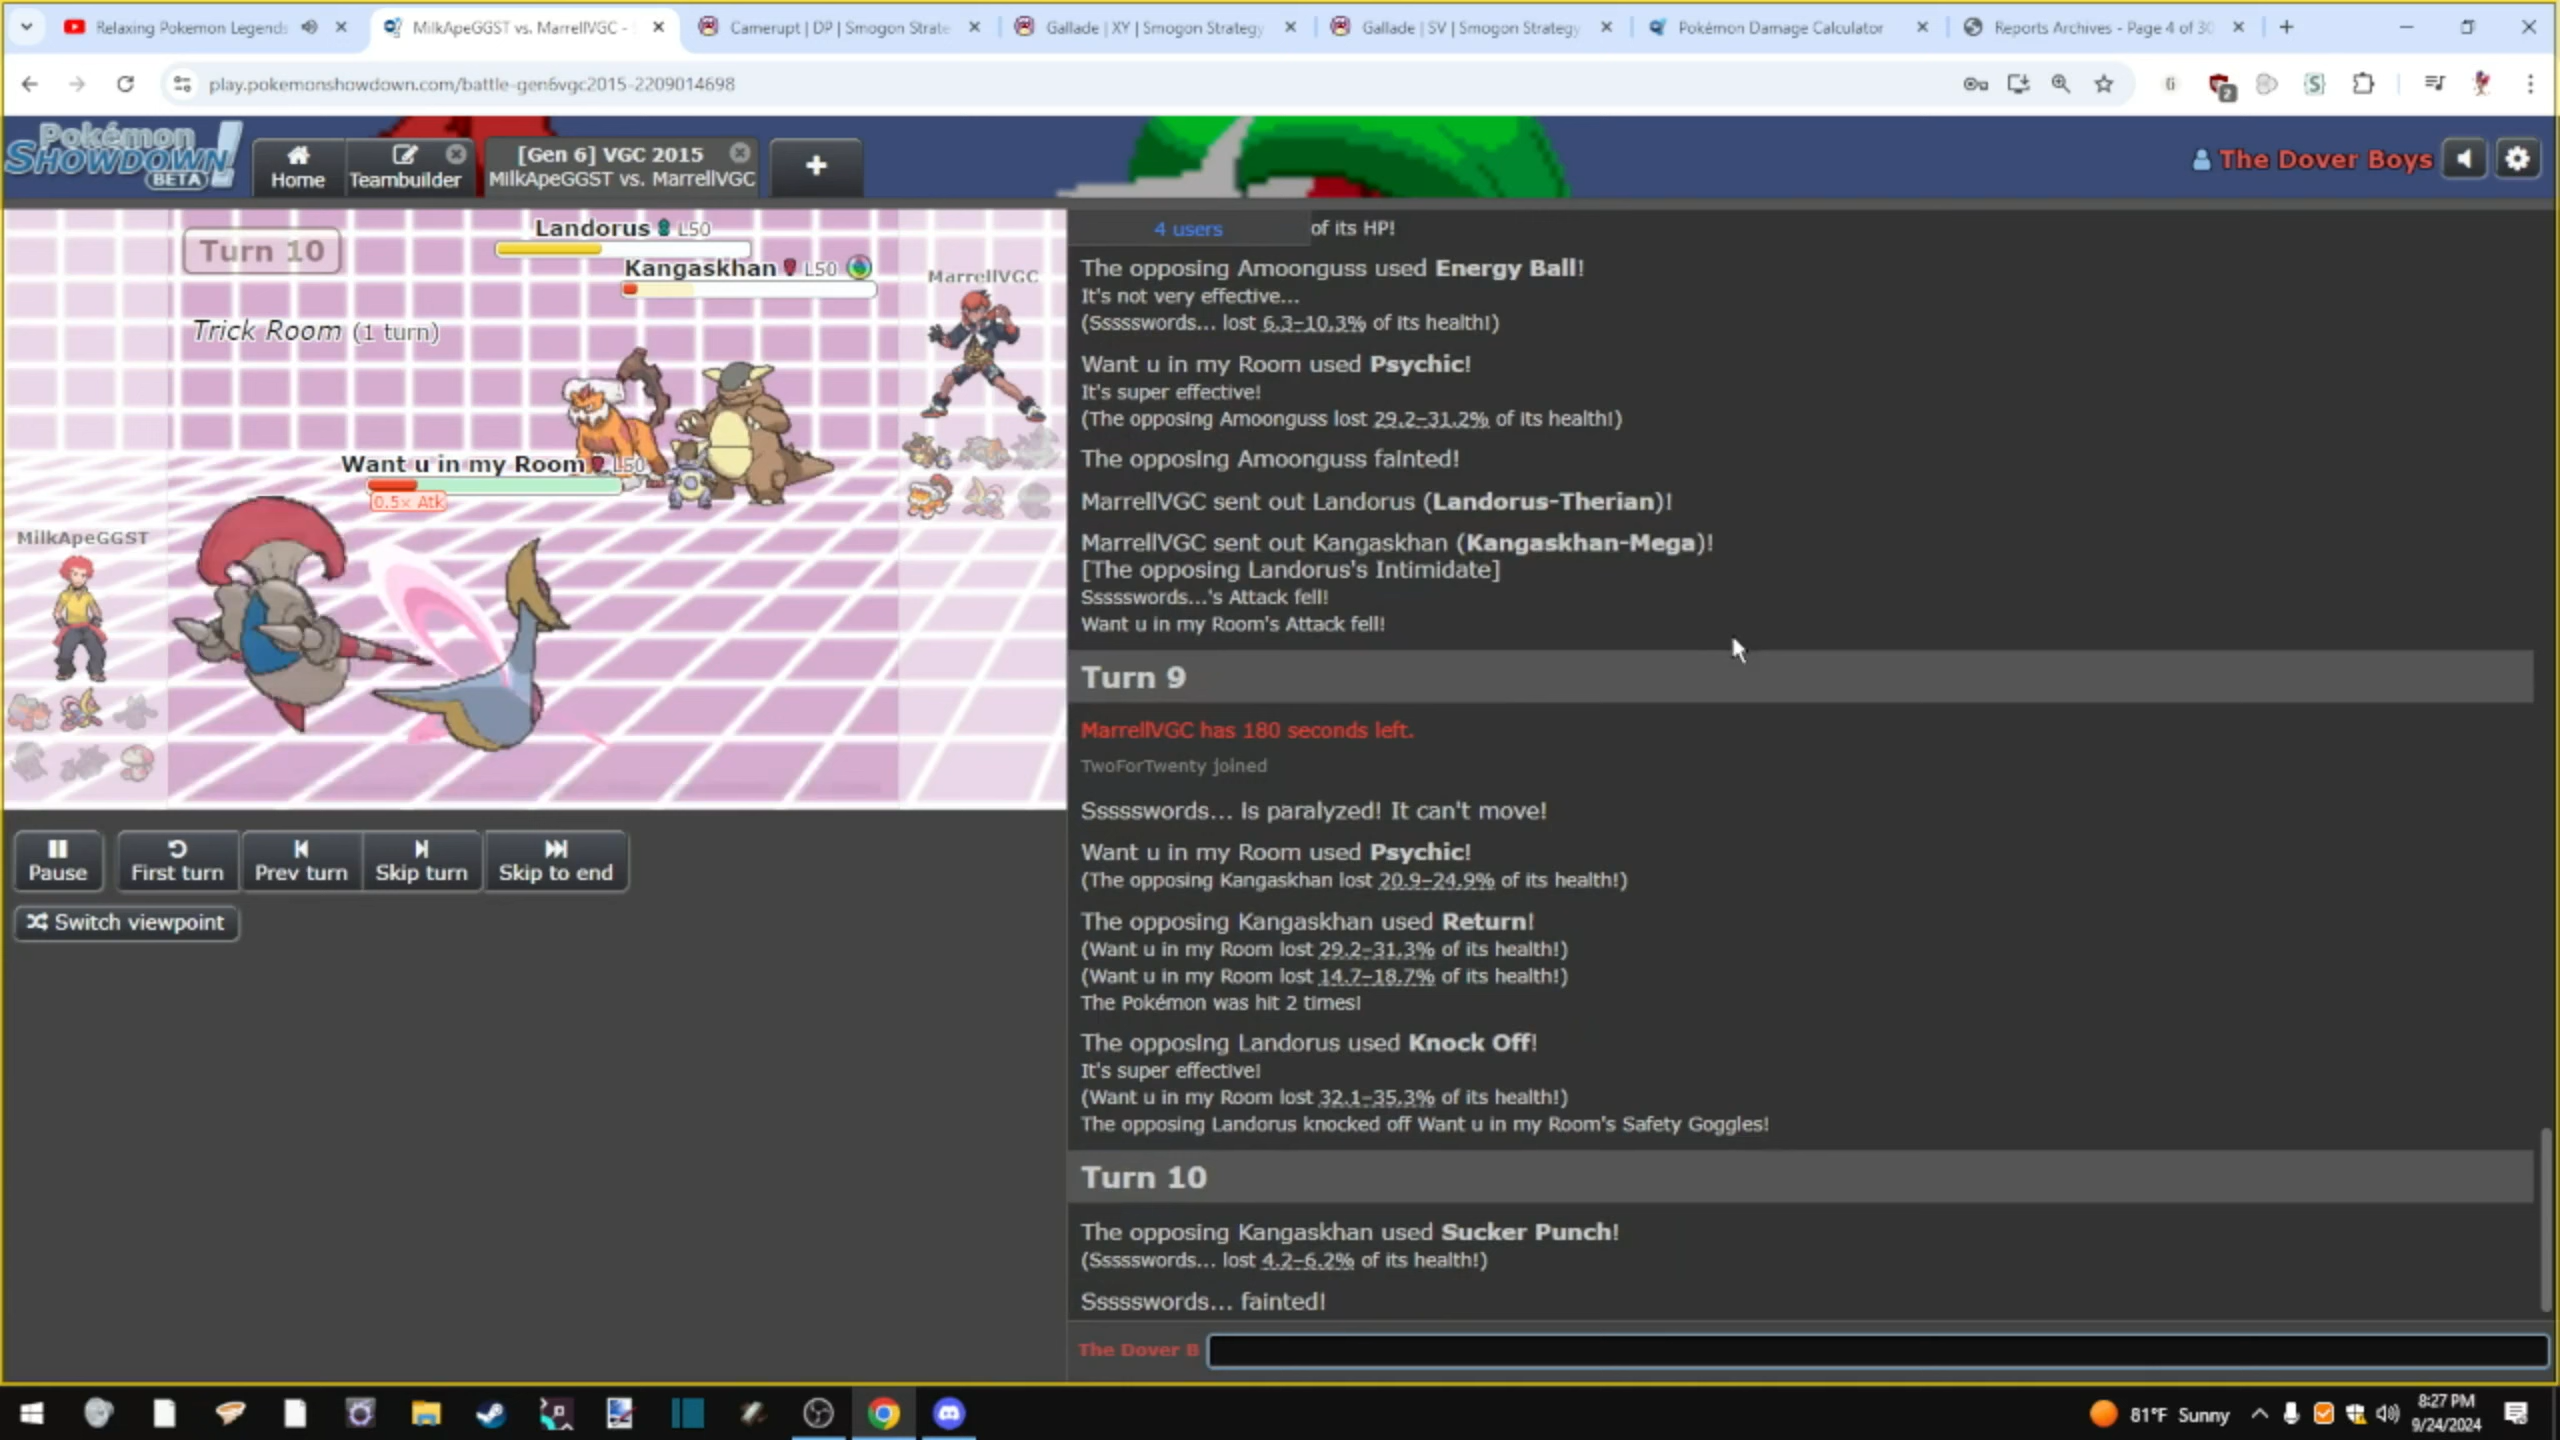 Relaxing Pokemon Legends
MilkApeGGST vs. MarrellVGC -
Camerupt | DP | Smogon Strate
Gallade | XY | Smogon Strategy
Gallade | SV | Smogon Strategy
Pokémon Damage Calculator
Reports Archives - Page 4 of 30
play.pokemonshowdown.com/battle-gen6vgc2015-2209014698
2
Pokémon
SHOWDOWN!
BETA
Home
Teambuilder
[Gen 6] VGC 2015
MilkApeGGST vs. MarrellVGC
The Dover Boys
Turn 10
Landorus L50
Kangaskhan L50
MarrellVGC
Trick Room (1 turn)
Want u in my Room L50
0.5× Atk
MilkApeGGST
Pause
First turn
Prev turn
Skip turn
Skip to end
Switch viewpoint
4 users
of its HP!
The opposing Amoonguss used Energy Ball!
It's not very effective...
(Ssssswords... lost 6.3–10.3% of its health!)
Want u in my Room used Psychic!
It's super effective!
(The opposing Amoonguss lost 29.2–31.2% of its health!)
The opposing Amoonguss fainted!
MarrellVGC sent out Landorus (Landorus-Therian)!
MarrellVGC sent out Kangaskhan (Kangaskhan-Mega)!
[The opposing Landorus's Intimidate]
Ssssswords...'s Attack fell!
Want u in my Room's Attack fell!
Turn 9
MarrellVGC has 180 seconds left.
TwoForTwenty joined
Ssssswords... is paralyzed! It can't move!
Want u in my Room used Psychic!
(The opposing Kangaskhan lost 20.9–24.9% of its health!)
The opposing Kangaskhan used Return!
(Want u in my Room lost 29.2–31.3% of its health!)
(Want u in my Room lost 14.7–18.7% of its health!)
The Pokémon was hit 2 times!
The opposing Landorus used Knock Off!
It's super effective!
(Want u in my Room lost 32.1–35.3% of its health!)
The opposing Landorus knocked off Want u in my Room's Safety Goggles!
Turn 10
The opposing Kangaskhan used Sucker Punch!
(Ssssswords... lost 4.2–6.2% of its health!)
Ssssswords... fainted!
The Dover B
81°F Sunny
8:27 PM
9/24/2024